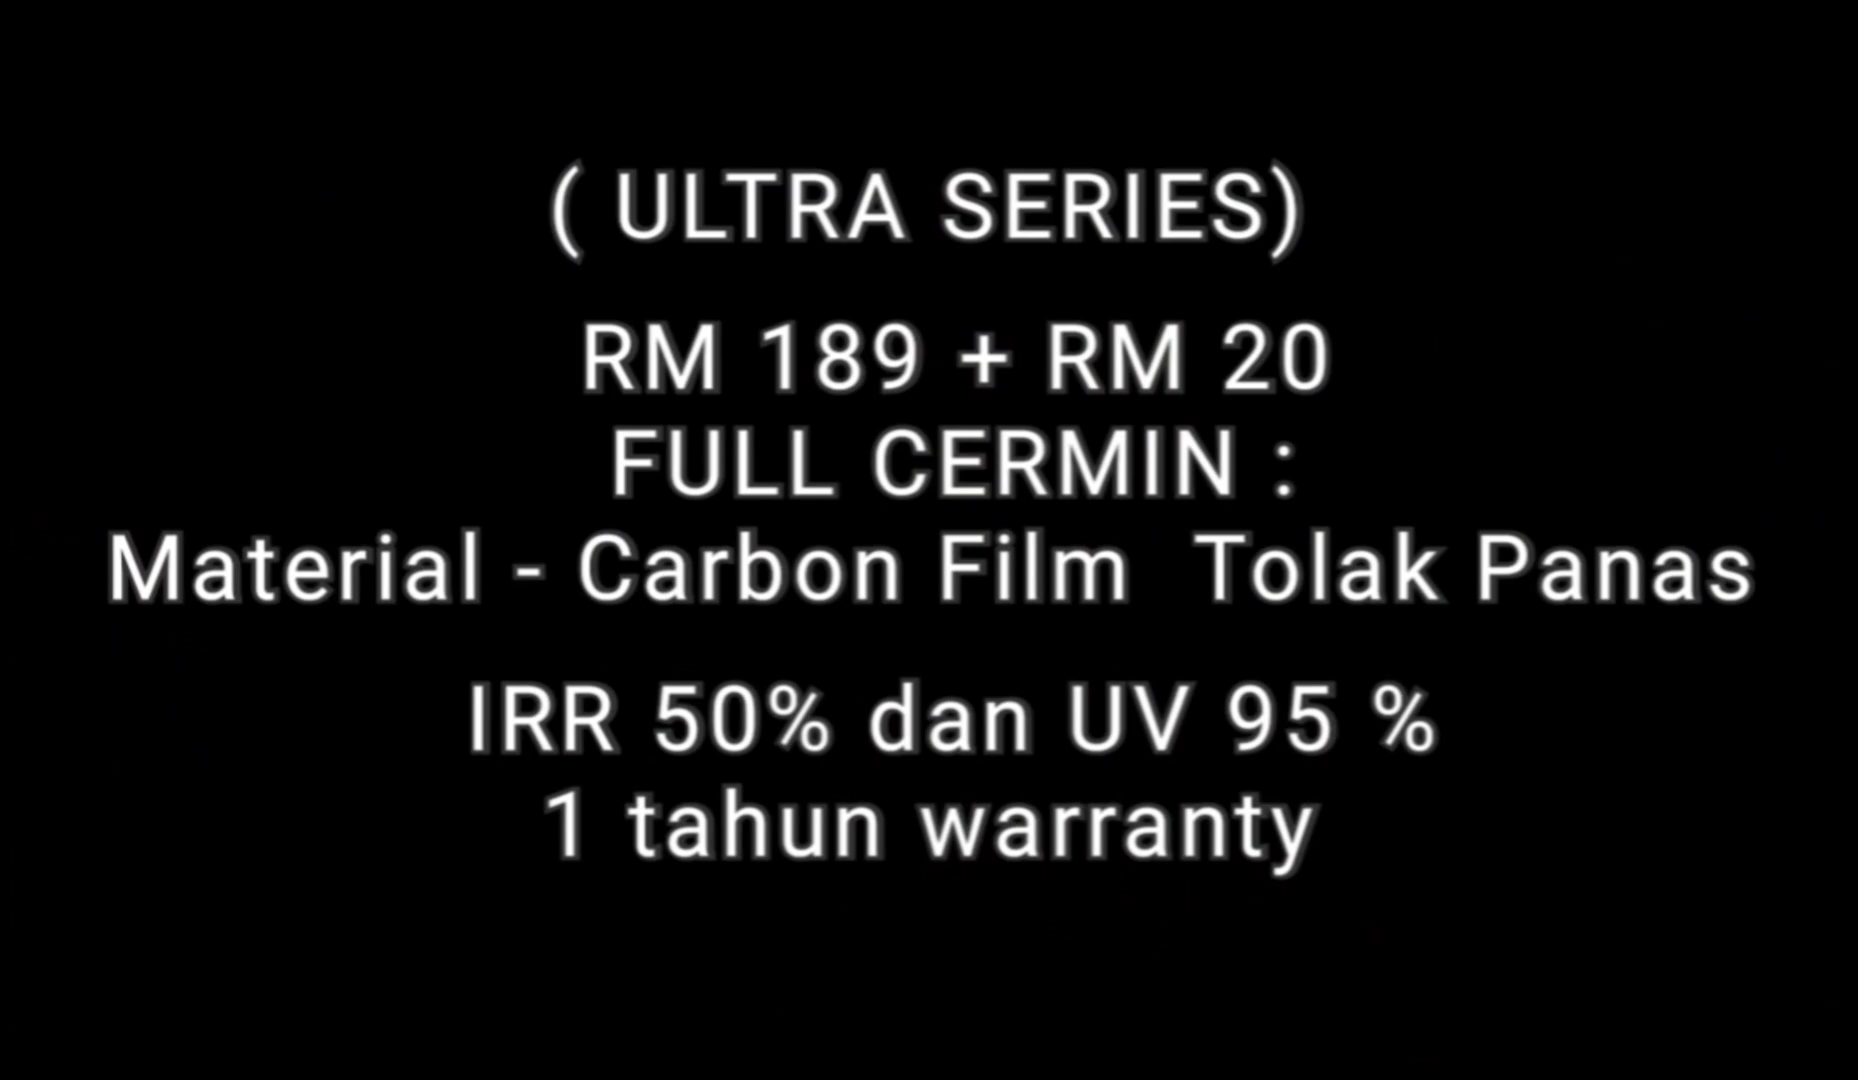 ( ULTRA SERIES)
RM 189 + RM 20
FULL CERMIN :
Material - Carbon Film  Tolak Panas
IRR 50% dan UV 95 %
1 tahun warranty